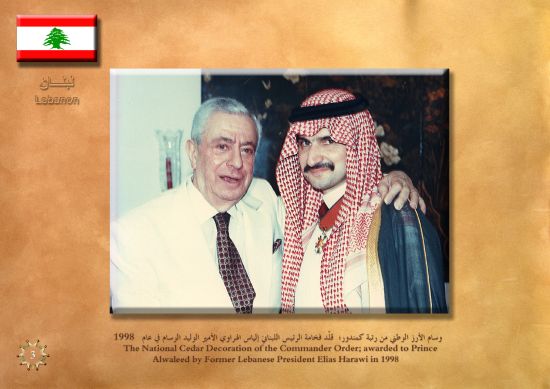 لبنان
Lebanon
وسام الأرز الوطني من رتبة كمندور؛ قلّد فخامة الرئيس اللبناني إلياس الهراوي الأمير الوليد الوسام في عام 1998
The National Cedar Decoration of the Commander Order; awarded to Prince
Alwaleed by Former Lebanese President Elias Harawi in 1998
3